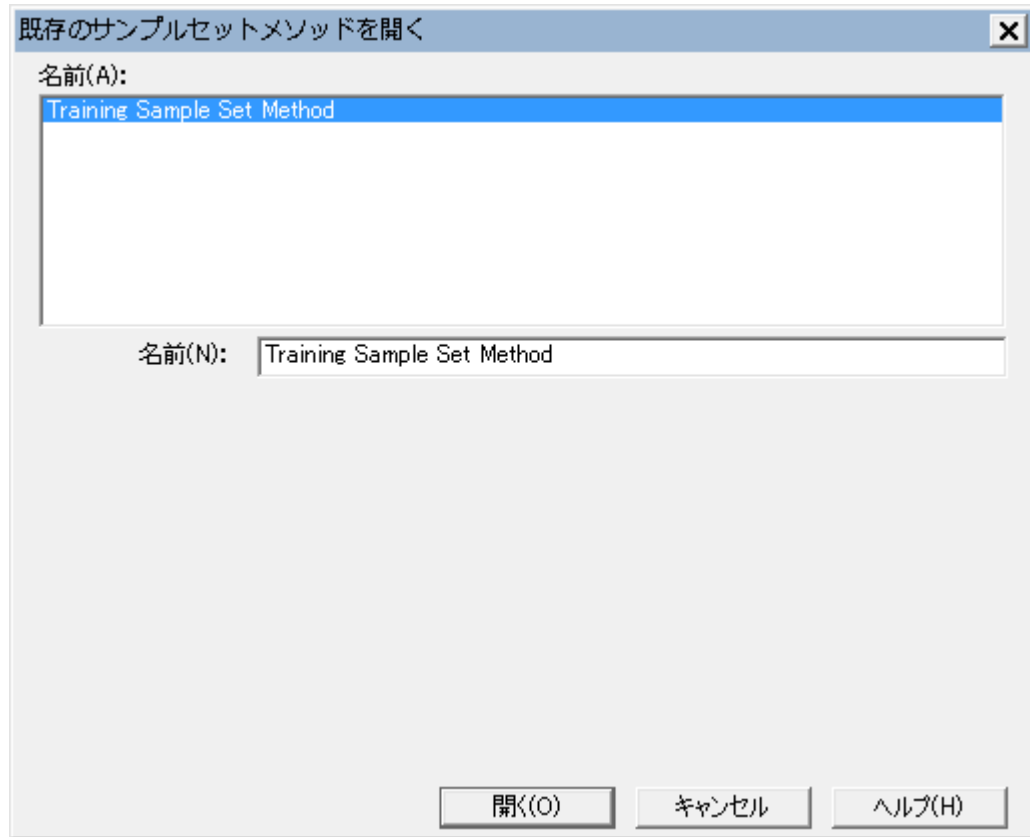 既存のサンプルセットメソッドを開く
名前(A):
Training Sample Set Method
名前(N): Training Sample Set Method
開く(O) キャンセル ヘルプ(H)